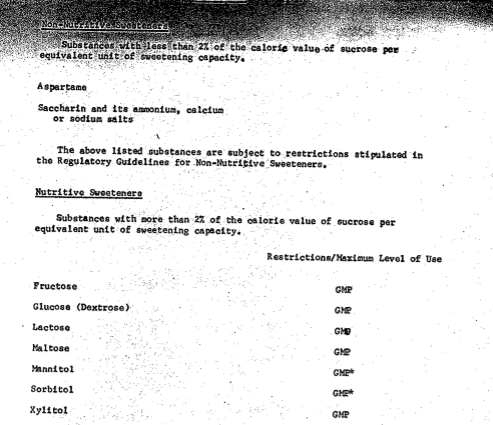 Non-Nutritive Sweeteners
Substances with less than 2% of the calorie value of sucrose per
equivalent unit of sweetening capacity.
Aspartame
Saccharin and its ammonium, calcium
or sodium salts
The above listed substances are subject to restrictions stipulated in
the Regulatory Guidelines for Non-Nutritive Sweeteners.
Nutritive Sweeteners
Substances with more than 2% of the calorie value of sucrose per
equivalent unit of sweetening capacity.
Restrictions/Maximum Level of Use
Fructose GMP
Glucose (Dextrose) GMP
Lactose GMP
Maltose GMP
Mannitol GMP*
Sorbitol GMP*
Xylitol GMP